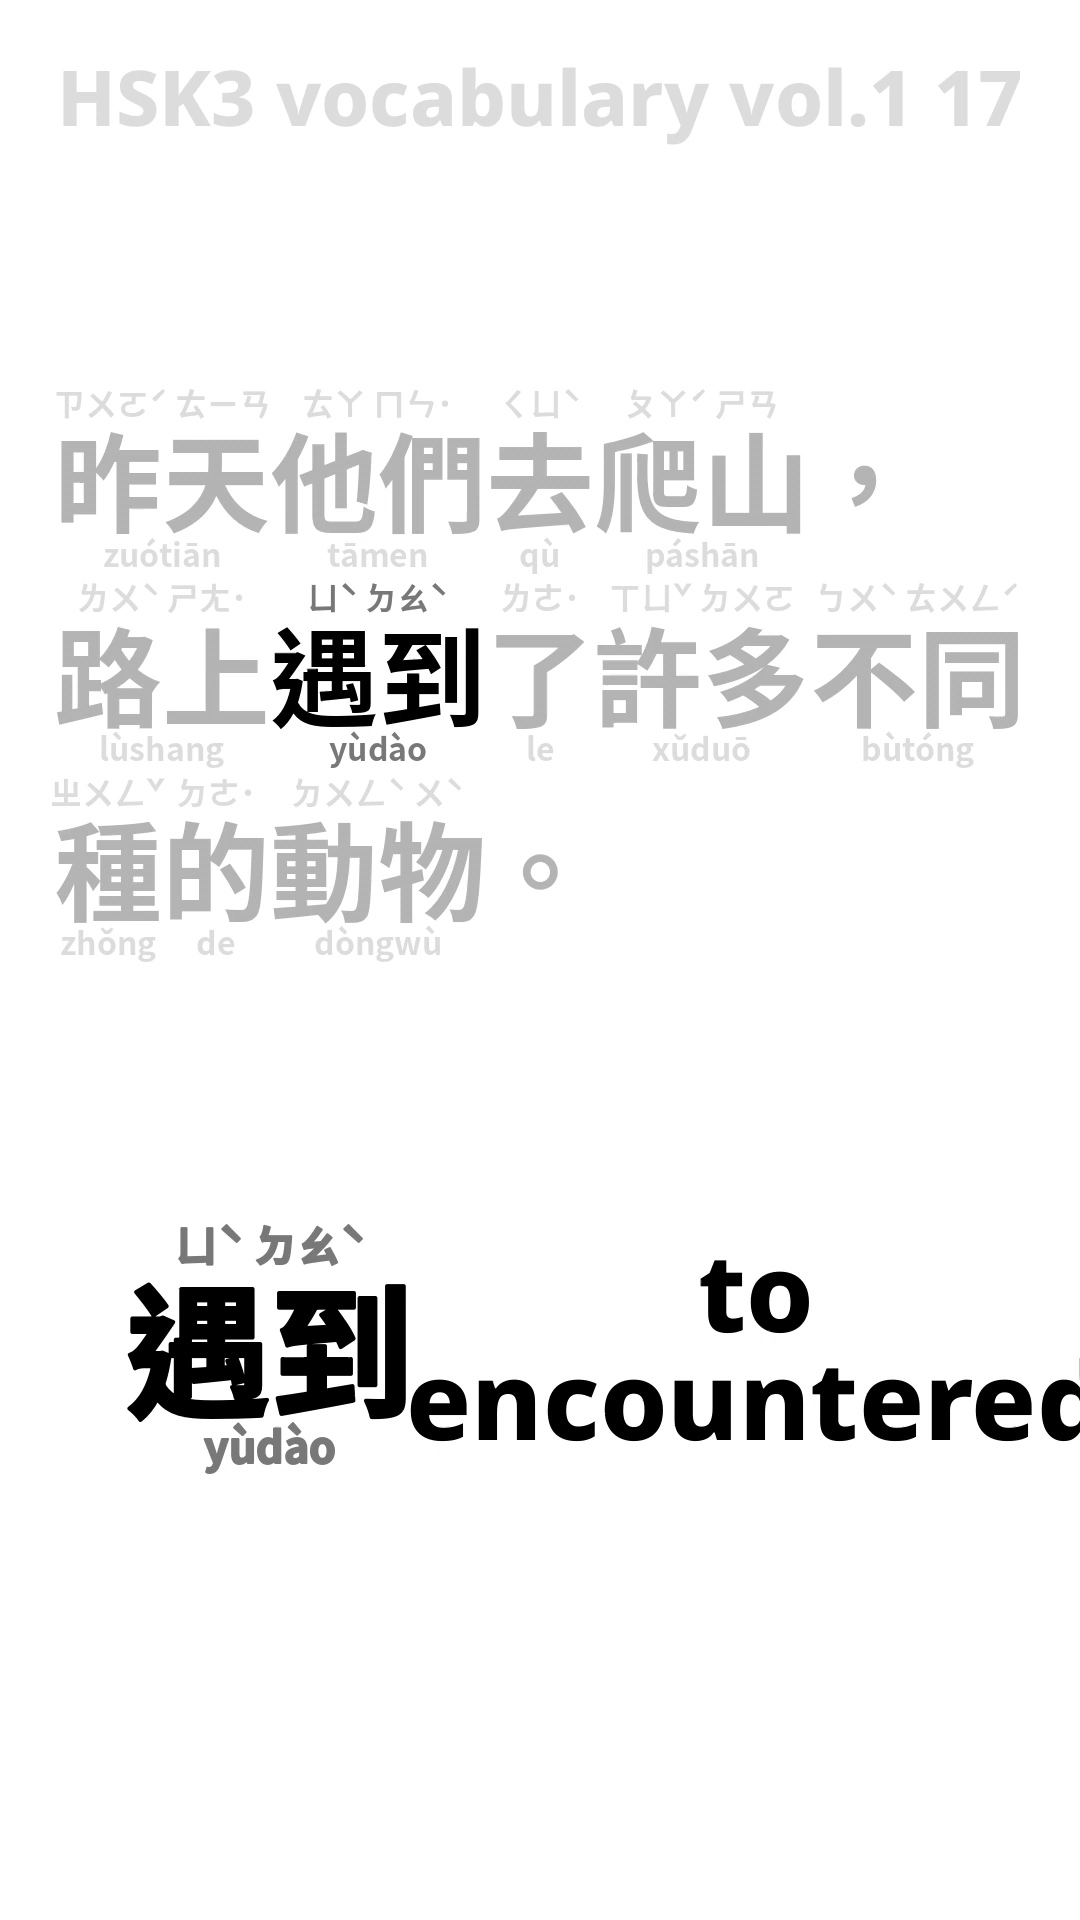 HSK3 vocabulary vol.1 17
ㄗㄨㄛˊ ㄊㄧㄢ ㄊㄚ ㄇㄣ˙ ㄑㄩˋ ㄆㄚˊ ㄕㄢ
昨天他們去爬山，
zuótiān tāmen qù páshān
ㄌㄨˋ ㄕㄤ˙ ㄩˋ ㄉㄠˋ ㄌㄜ˙ ㄒㄩˇ ㄉㄨㄛ ㄅㄨˋ ㄊㄨㄥˊ
路上遇到了許多不同
lùshang yùdào le xǔduō bùtóng
ㄓㄨㄥˇ ㄉㄜ˙ ㄉㄨㄥˋ ㄨˋ
種的動物。
zhǒng de dòngwù
ㄩˋ ㄉㄠˋ
遇到
yùdào
to
encountered